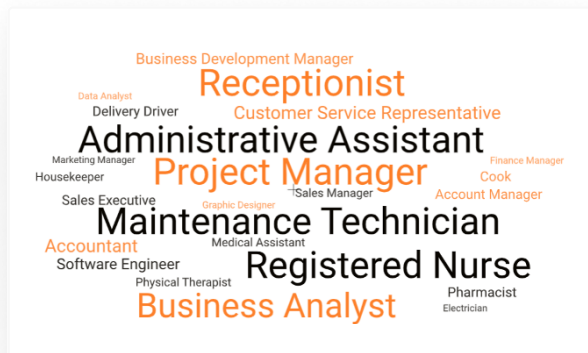 Business Development Manager
Receptionist
Data Analyst
Delivery Driver
Customer Service Representative
Administrative Assistant
Marketing Manager
Project Manager
Finance Manager
Housekeeper
Cook
Sales Manager
Account Manager
Sales Executive
Graphic Designer
Maintenance Technician
Accountant
Medical Assistant
Software Engineer
Registered Nurse
Physical Therapist
Pharmacist
Business Analyst
Electrician